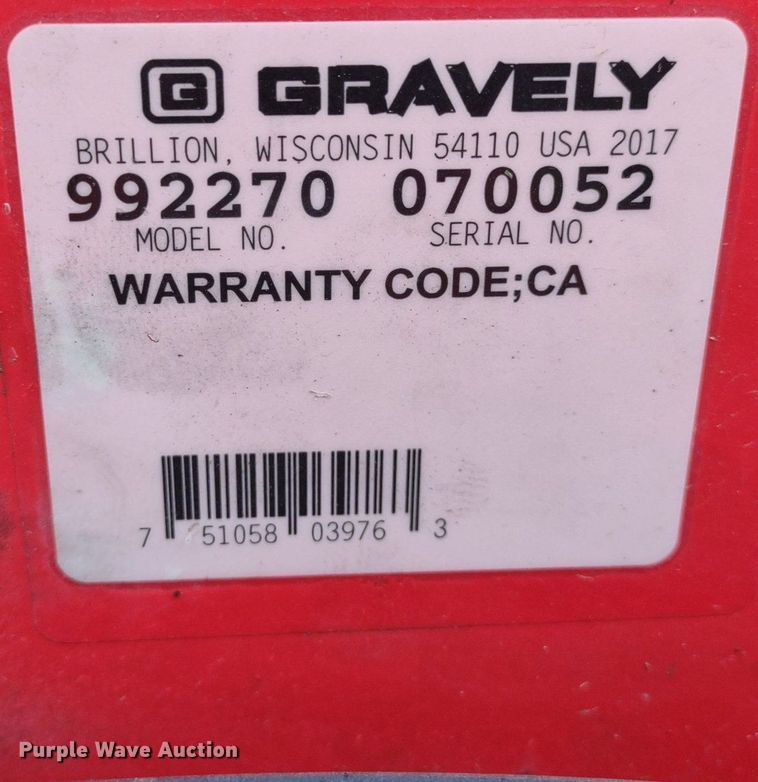 G GRAVELY
BRILLION, WISCONSIN 54110 USA 2017
992270 070052
MODEL NO. SERIAL NO.
WARRANTY CODE;CA
7 51058 03976 3
Purple Wave Auction